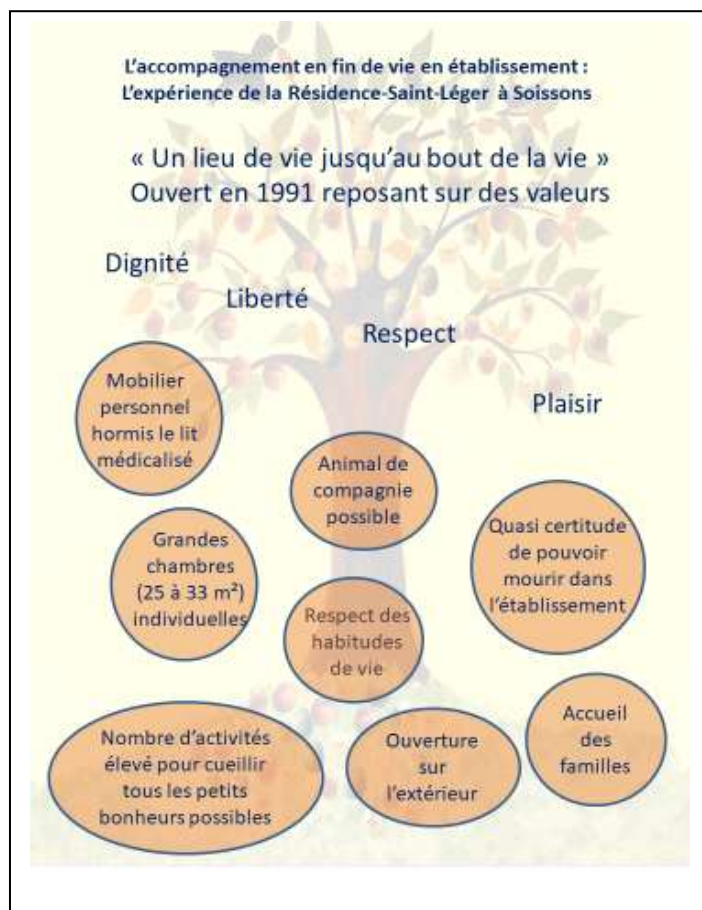 L'accompagnement en fin de vie en établissement :
L'expérience de la Résidence-Saint-Léger à Soissons
« Un lieu de vie jusqu'au bout de la vie »
Ouvert en 1991 reposant sur des valeurs
Dignité
Liberté
Respect
Plaisir
Mobilier
personnel
hormis le lit
médicalisé
Animal de
compagnie
possible
Quasi certitude
de pouvoir
mourir dans
l'établissement
Grandes
chambres
(25 à 33 m²)
individuelles
Respect des
habitudes
de vie
Nombre d'activités
élevé pour cueillir
tous les petits
bonheurs possibles
Ouverture
sur
l'extérieur
Accueil
des
familles